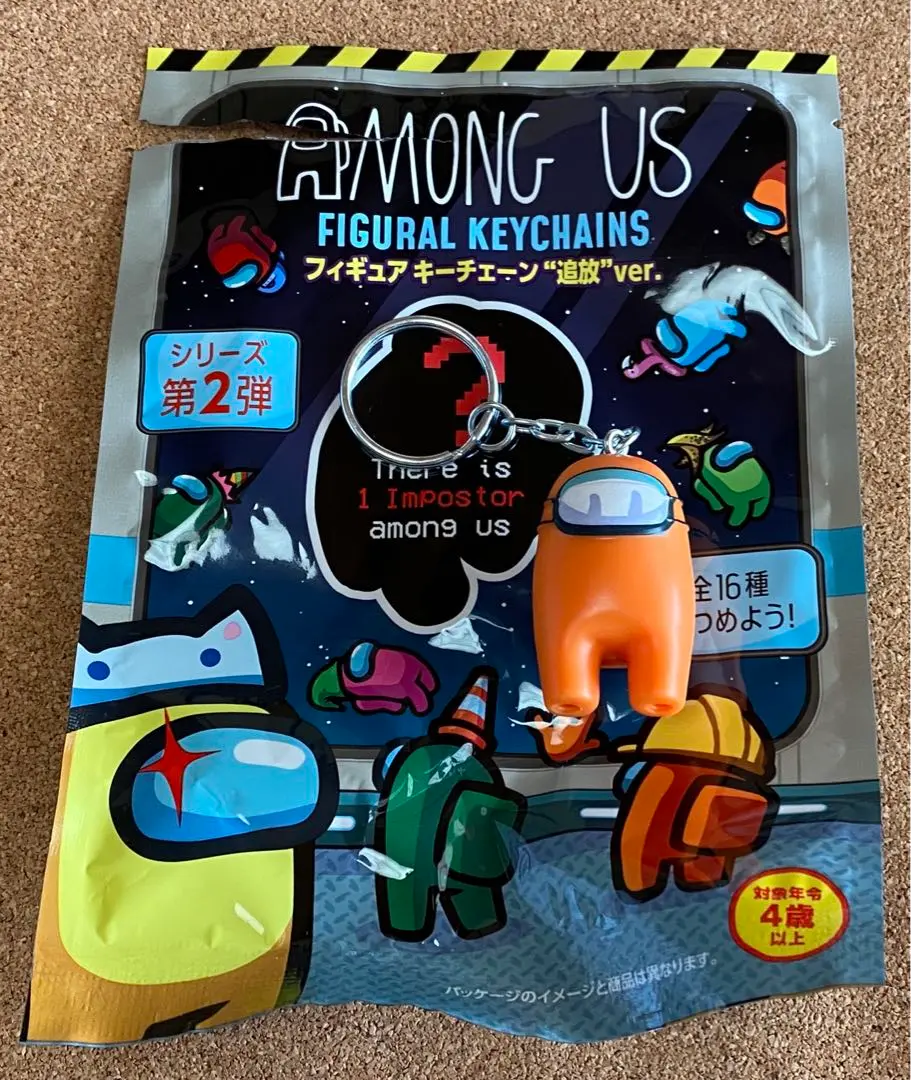 AMONG US
FIGURAL KEYCHAINS
フィギュア キーチェーン “追放”ver.
シリーズ
第2弾
?
There is
1 Impostor
among us
全16種
つめよう!
対象年令
4歳
以上
パッケージのイメージと商品は異なります。